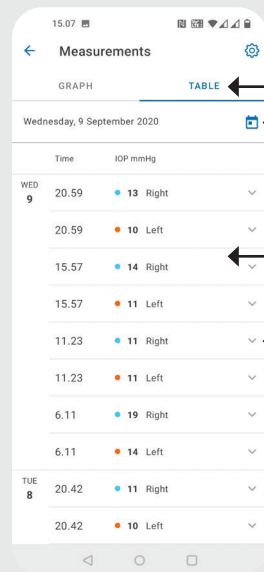 15.07
Measurements
GRAPH TABLE
Wednesday, 9 September 2020
Time IOP mmHg
WED 9 20.59 13 Right
20.59 10 Left
15.57 14 Right
15.57 11 Left
11.23 11 Right
11.23 11 Left
6.11 19 Right
6.11 14 Left
TUE 8 20.42 11 Right
20.42 10 Left